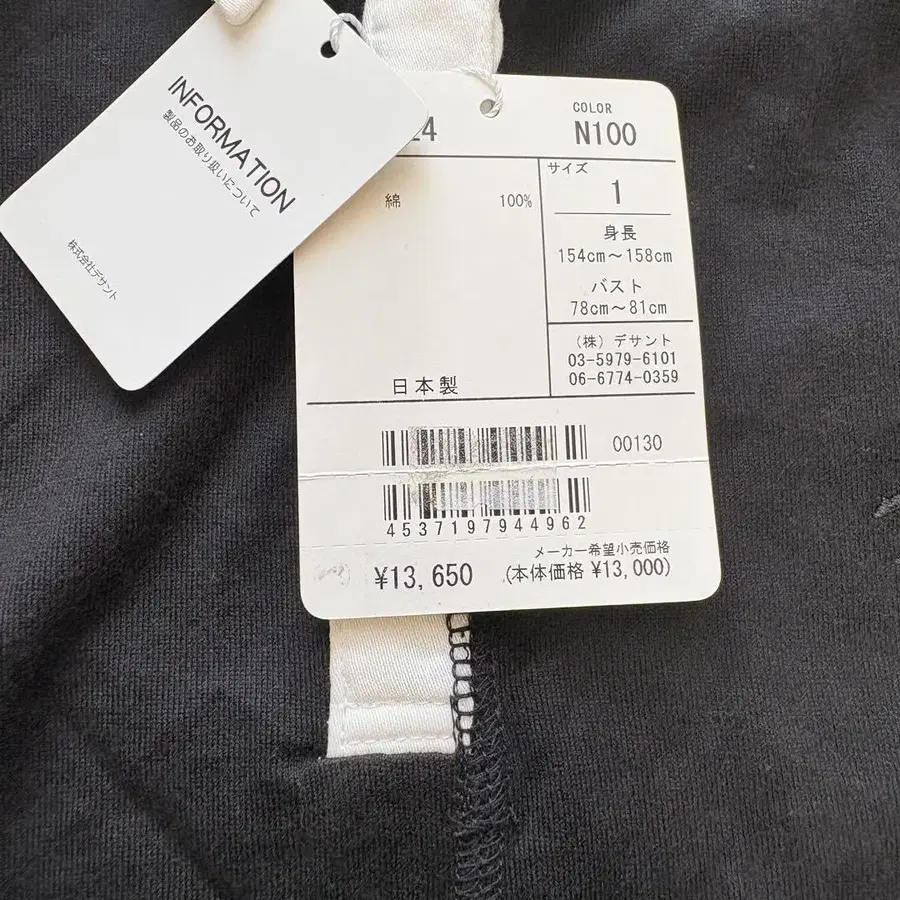 INFORMATION
製品のお取り扱いについて
株式会社デサント
24
COLOR
N100
綿 100%
サイズ
1
身長
154cm～158cm
バスト
78cm～81cm
(株) デサント
03-5979-6101
06-6774-0359
日本製
00130
4537197944962
メーカー希望小売価格
¥13,650 (本体価格 ¥13,000)